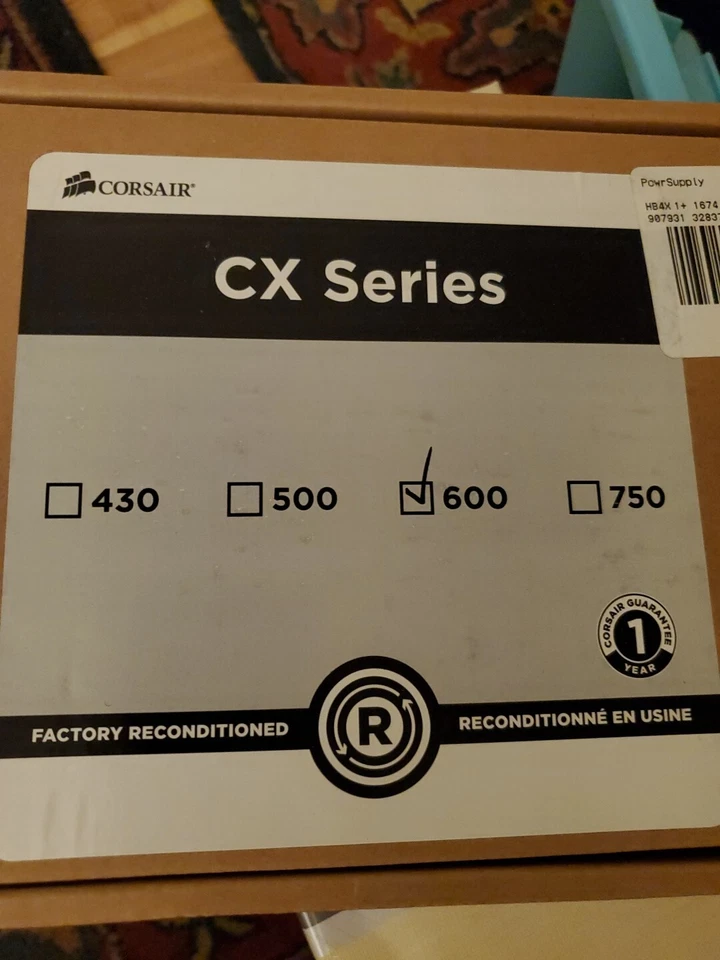 CORSAIR®
PowrSupply
HB4X 1+ 1674
907931 3283
CX Series
430
500
600
750
CORSAIR GUARANTEE
1
YEAR
FACTORY RECONDITIONED
R
RECONDITIONNÉ EN USINE